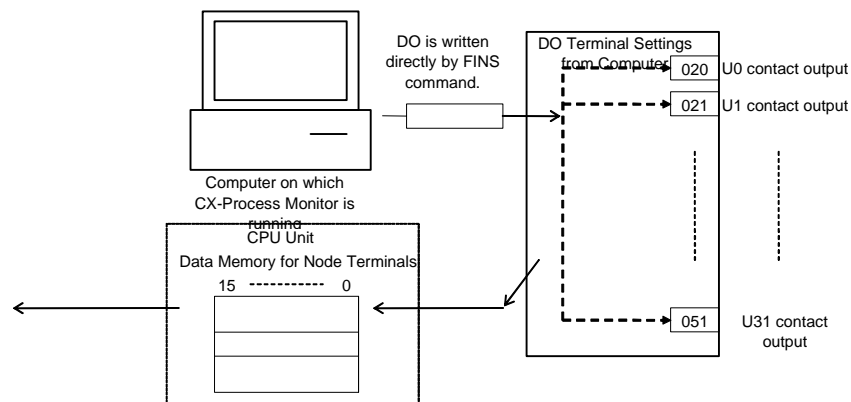 DO is written
directly by FINS
command.
DO Terminal Settings
from Computer
020 U0 contact output
021 U1 contact output
Computer on which
CX-Process Monitor is
running
CPU Unit
Data Memory for Node Terminals
15 0
051 U31 contact
output